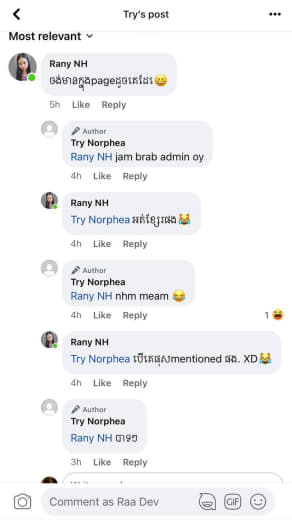 Try's post
Most relevant
Rany NH
ចង់មានក្នុងpageដូចគេដែរ😄
5h Like Reply
Author
Try Norphea
Rany NH jam brab admin oy
4h Like Reply
Rany NH
Try Norphea អត់ខ្មែរផង😹
4h Like Reply
Author
Try Norphea
Rany NH nhm meam 😂
4h Like Reply 1 😆
Rany NH
Try Norphea បើគេផុសmentioned ផង. XD😹
4h Like Reply
Author
Try Norphea
Rany NH បាទៗ
3h Like Reply
Comment as Raa Dev
GIF